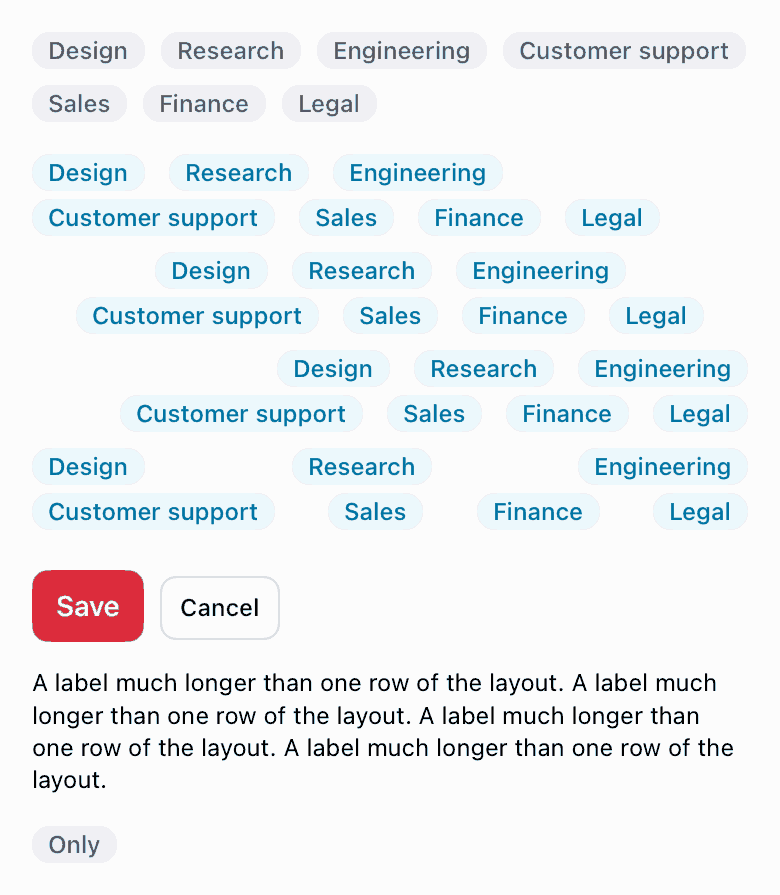 Design Research Engineering Customer support
Sales Finance Legal
Design Research Engineering
Customer support Sales Finance Legal
Design Research Engineering
Customer support Sales Finance Legal
Design Research Engineering
Customer support Sales Finance Legal
Design Research Engineering
Customer support Sales Finance Legal
Save Cancel
A label much longer than one row of the layout. A label much
longer than one row of the layout. A label much longer than
one row of the layout. A label much longer than one row of the
layout.
Only